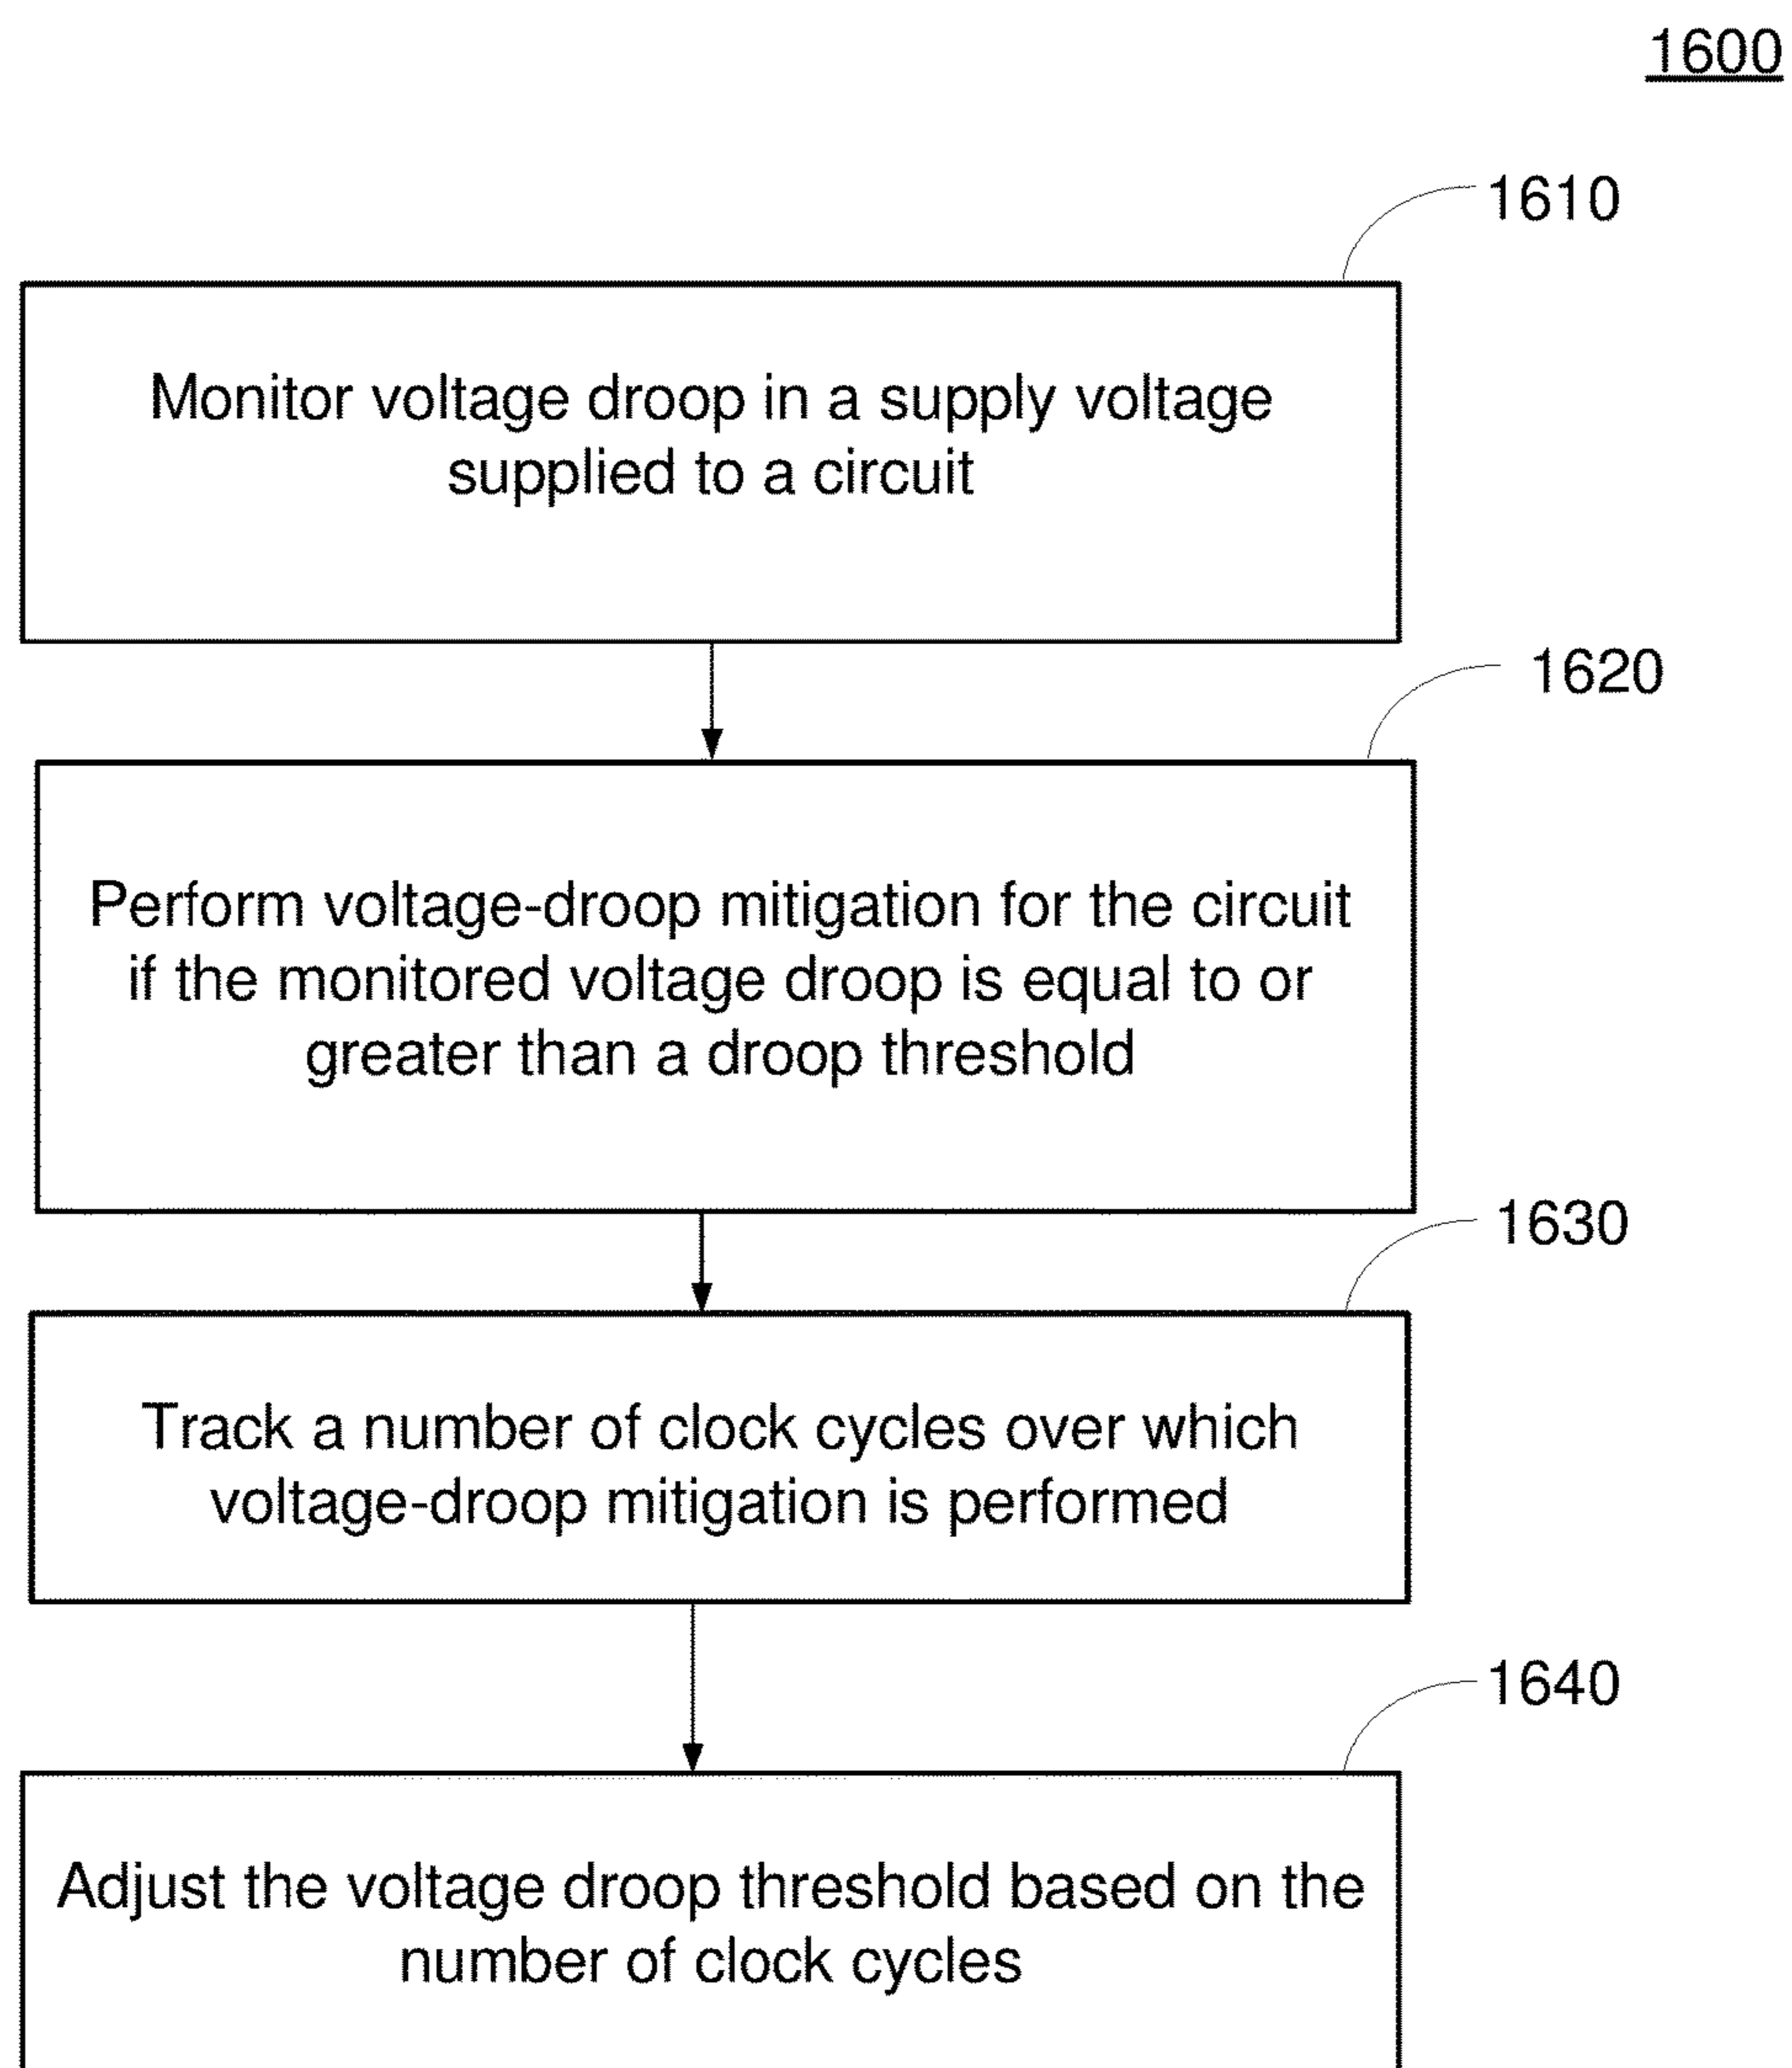 1600
1610
Monitor voltage droop in a supply voltage
supplied to a circuit
1620
Perform voltage-droop mitigation for the circuit
if the monitored voltage droop is equal to or
greater than a droop threshold
1630
Track a number of clock cycles over which
voltage-droop mitigation is performed
1640
Adjust the voltage droop threshold based on the
number of clock cycles